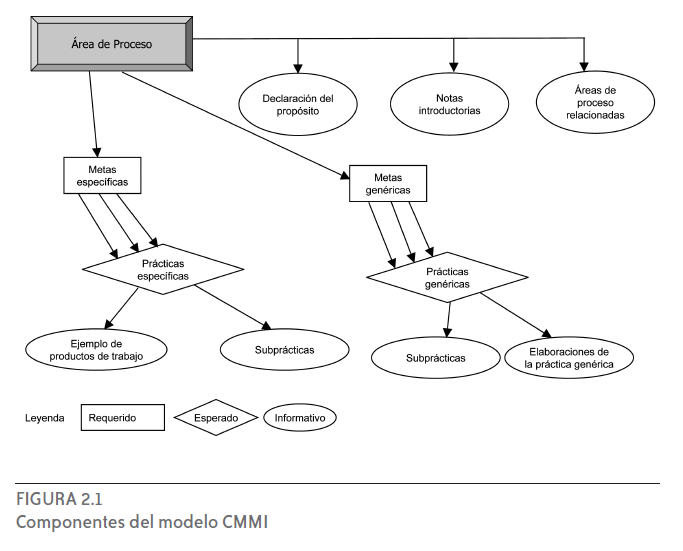 Área de Proceso
Declaración del
propósito
Notas
introductorias
Áreas de
proceso
relacionadas
Metas
específicas
Metas
genéricas
Prácticas
específicas
Prácticas
genéricas
Ejemplo de
productos de trabajo
Subprácticas
Subprácticas
Elaboraciones de
la práctica genérica
Leyenda
Requerido
Esperado
Informativo
FIGURA 2.1
Componentes del modelo CMMI